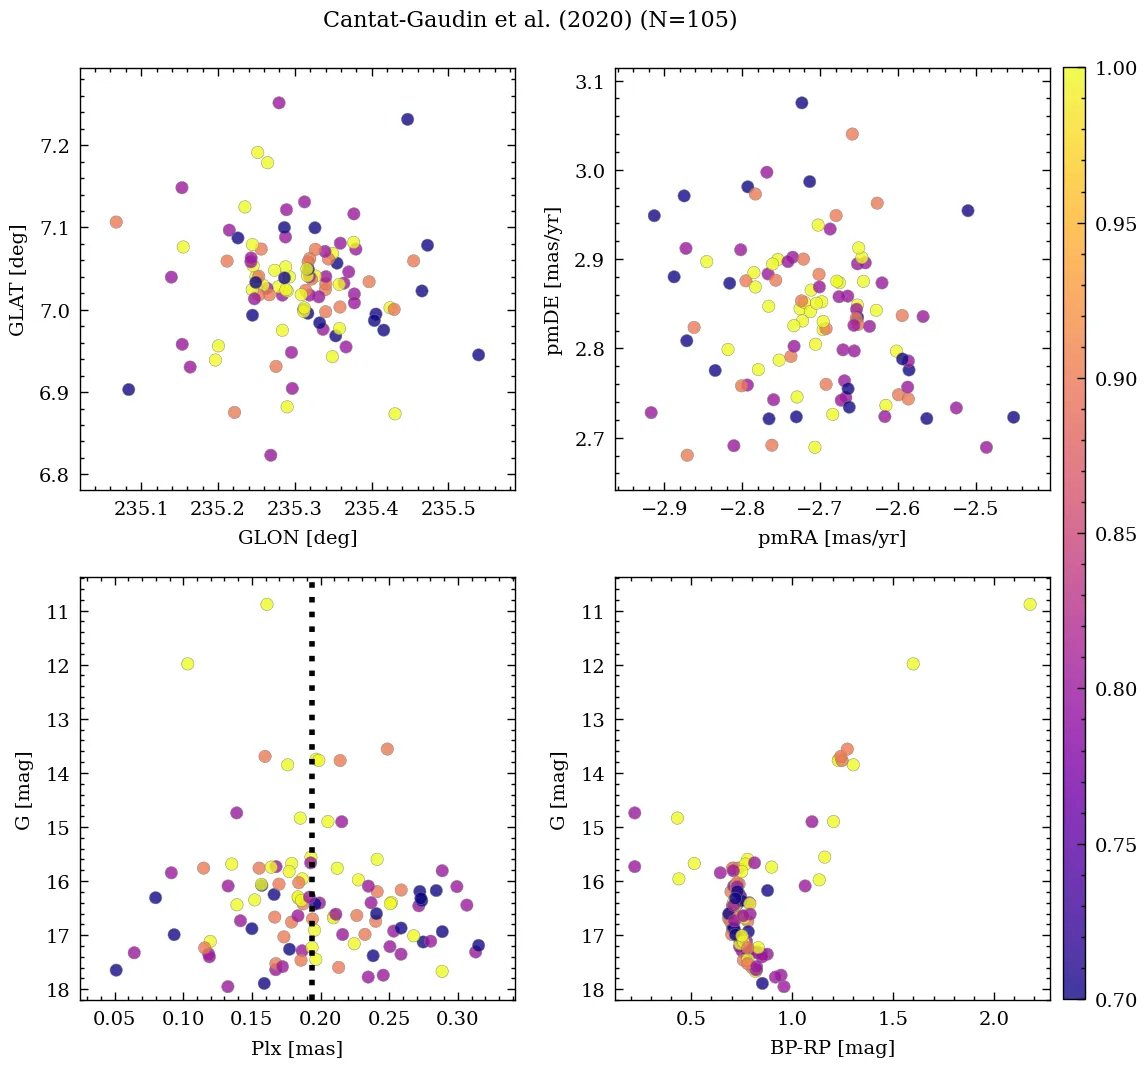 Cantat-Gaudin et al. (2020) (N=105)
7.2
7.1
7.0
6.9
6.8
GLAT [deg]
235.1 235.2 235.3 235.4 235.5
GLON [deg]
3.1
3.0
2.9
2.8
2.7
pmDE [mas/yr]
−2.9 −2.8 −2.7 −2.6 −2.5
pmRA [mas/yr]
11
12
13
14
15
16
17
18
G [mag]
0.05 0.10 0.15 0.20 0.25 0.30
Plx [mas]
11
12
13
14
15
16
17
18
G [mag]
0.5 1.0 1.5 2.0
BP-RP [mag]
1.00
0.95
0.90
0.85
0.80
0.75
0.70